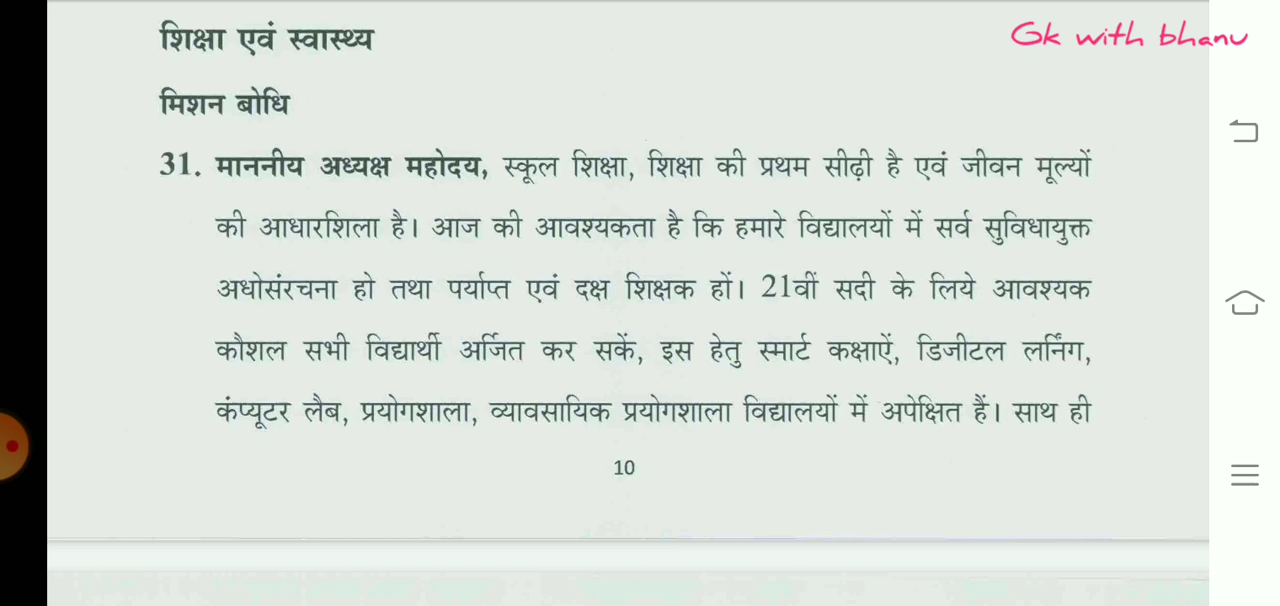 शिक्षा एवं स्वास्थ्य
Gk with bhanu
मिशन बोधि
31. माननीय अध्यक्ष महोदय, स्कूल शिक्षा, शिक्षा की प्रथम सीढ़ी है एवं जीवन मूल्यों
की आधारशिला है। आज की आवश्यकता है कि हमारे विद्यालयों में सर्व सुविधायुक्त
अधोसंरचना हो तथा पर्याप्त एवं दक्ष शिक्षक हों। 21वीं सदी के लिये आवश्यक
कौशल सभी विद्यार्थी अर्जित कर सकें, इस हेतु स्मार्ट कक्षाऐं, डिजीटल लर्निंग,
कंप्यूटर लैब, प्रयोगशाला, व्यावसायिक प्रयोगशाला विद्यालयों में अपेक्षित हैं। साथ ही
10